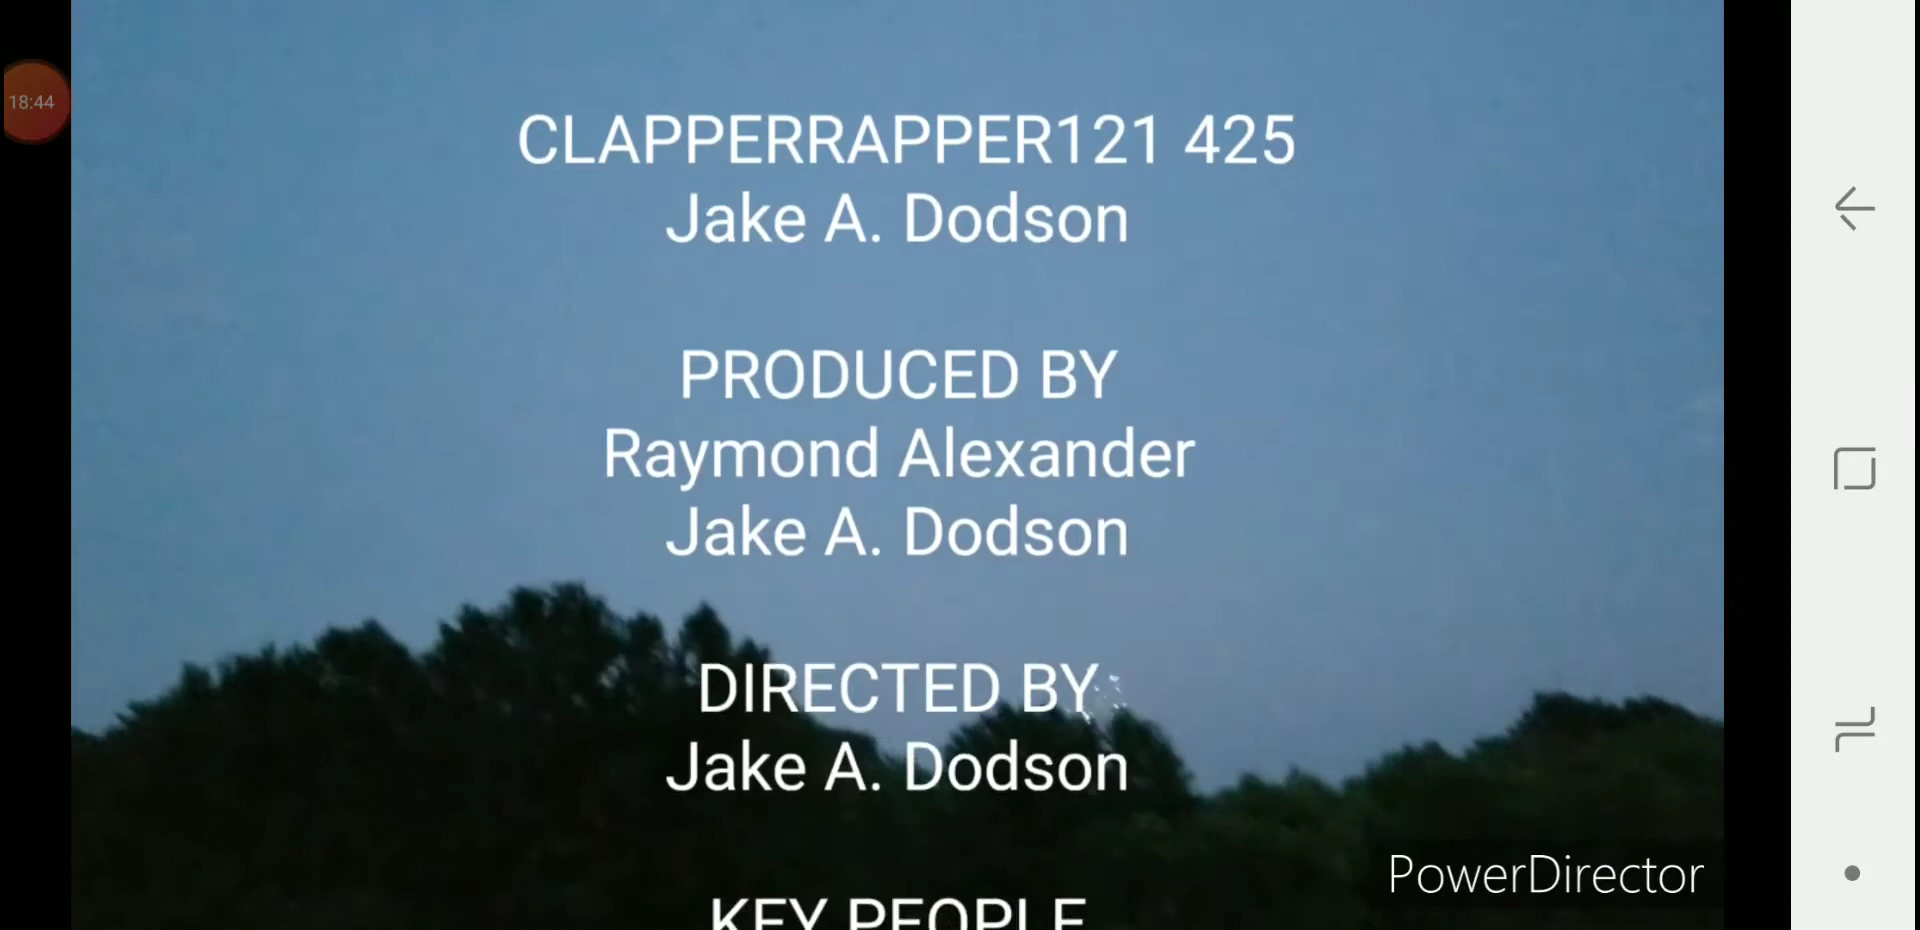 18:44
CLAPPERRAPPER121 425
Jake A. Dodson
PRODUCED BY
Raymond Alexander
Jake A. Dodson
DIRECTED BY
Jake A. Dodson
PowerDirector
KEY PEOPLE